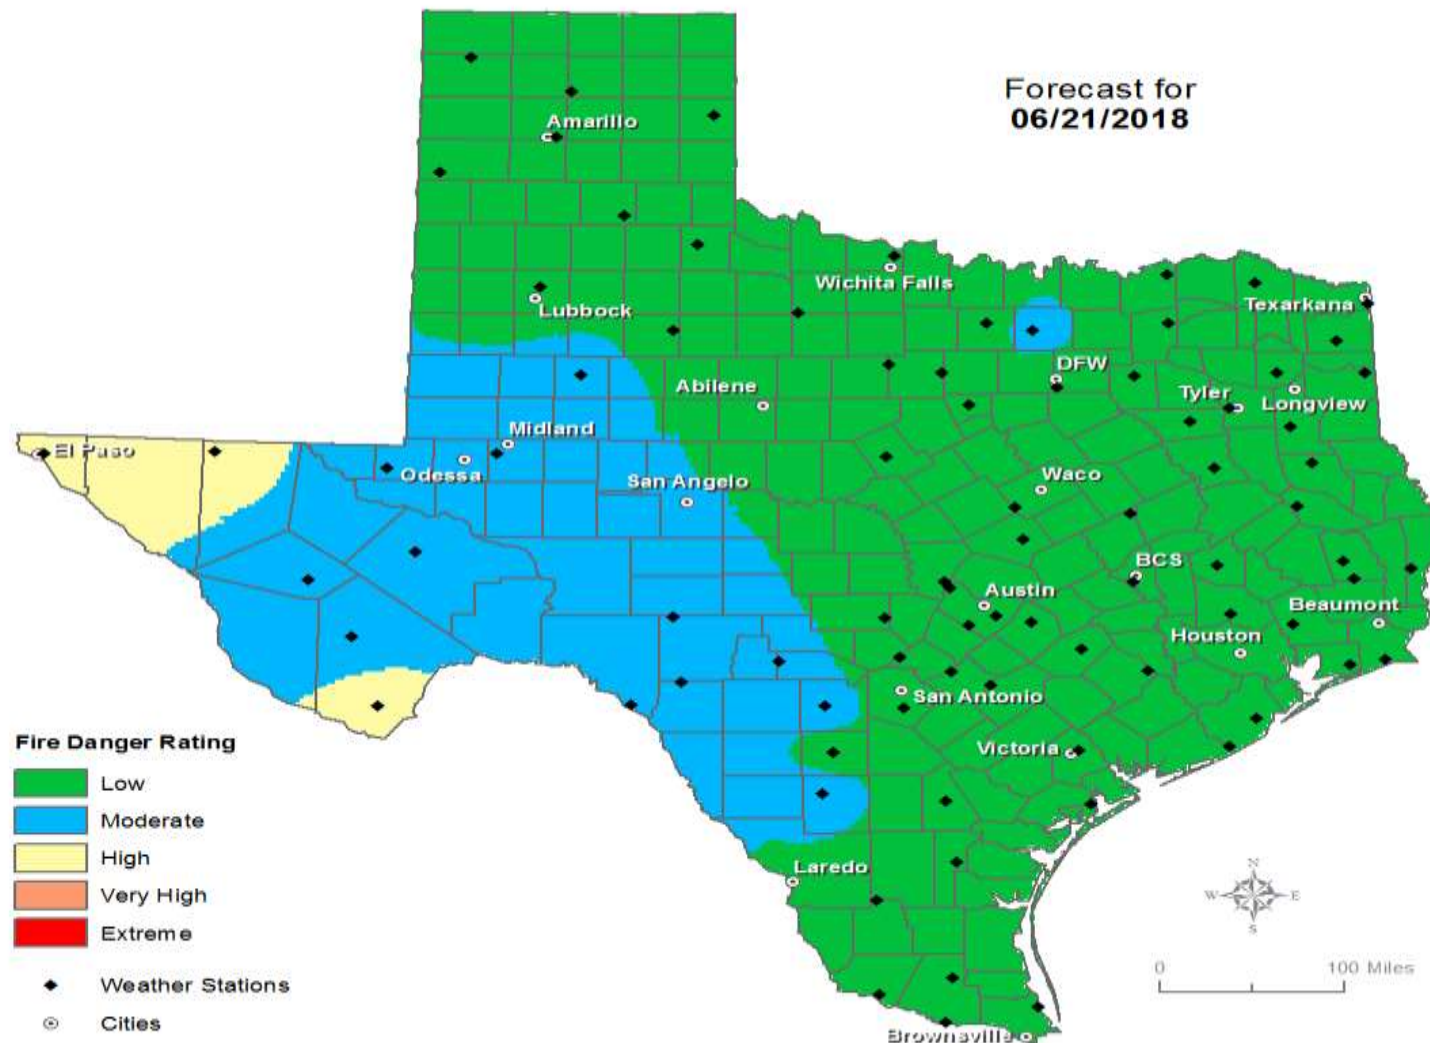 Forecast for
06/21/2018
Amarillo
Wichita Falls
Texarkana
Lubbock
DFW
Abilene
Tyler
Longview
Midland
El Paso
Odessa
San Angelo
Waco
BCS
Austin
Beaumont
Houston
San Antonio
Victoria
Laredo
Brownsville
Fire Danger Rating
Low
Moderate
High
Very High
Extreme
Weather Stations
Cities
N
W E
S
0 100 Miles